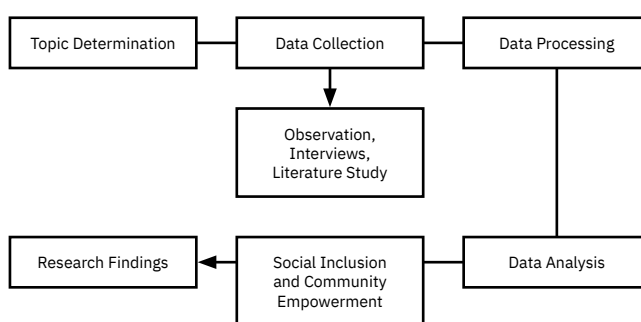 Topic Determination
Data Collection
Data Processing
Observation,
Interviews,
Literature Study
Research Findings
Social Inclusion
and Community
Empowerment
Data Analysis